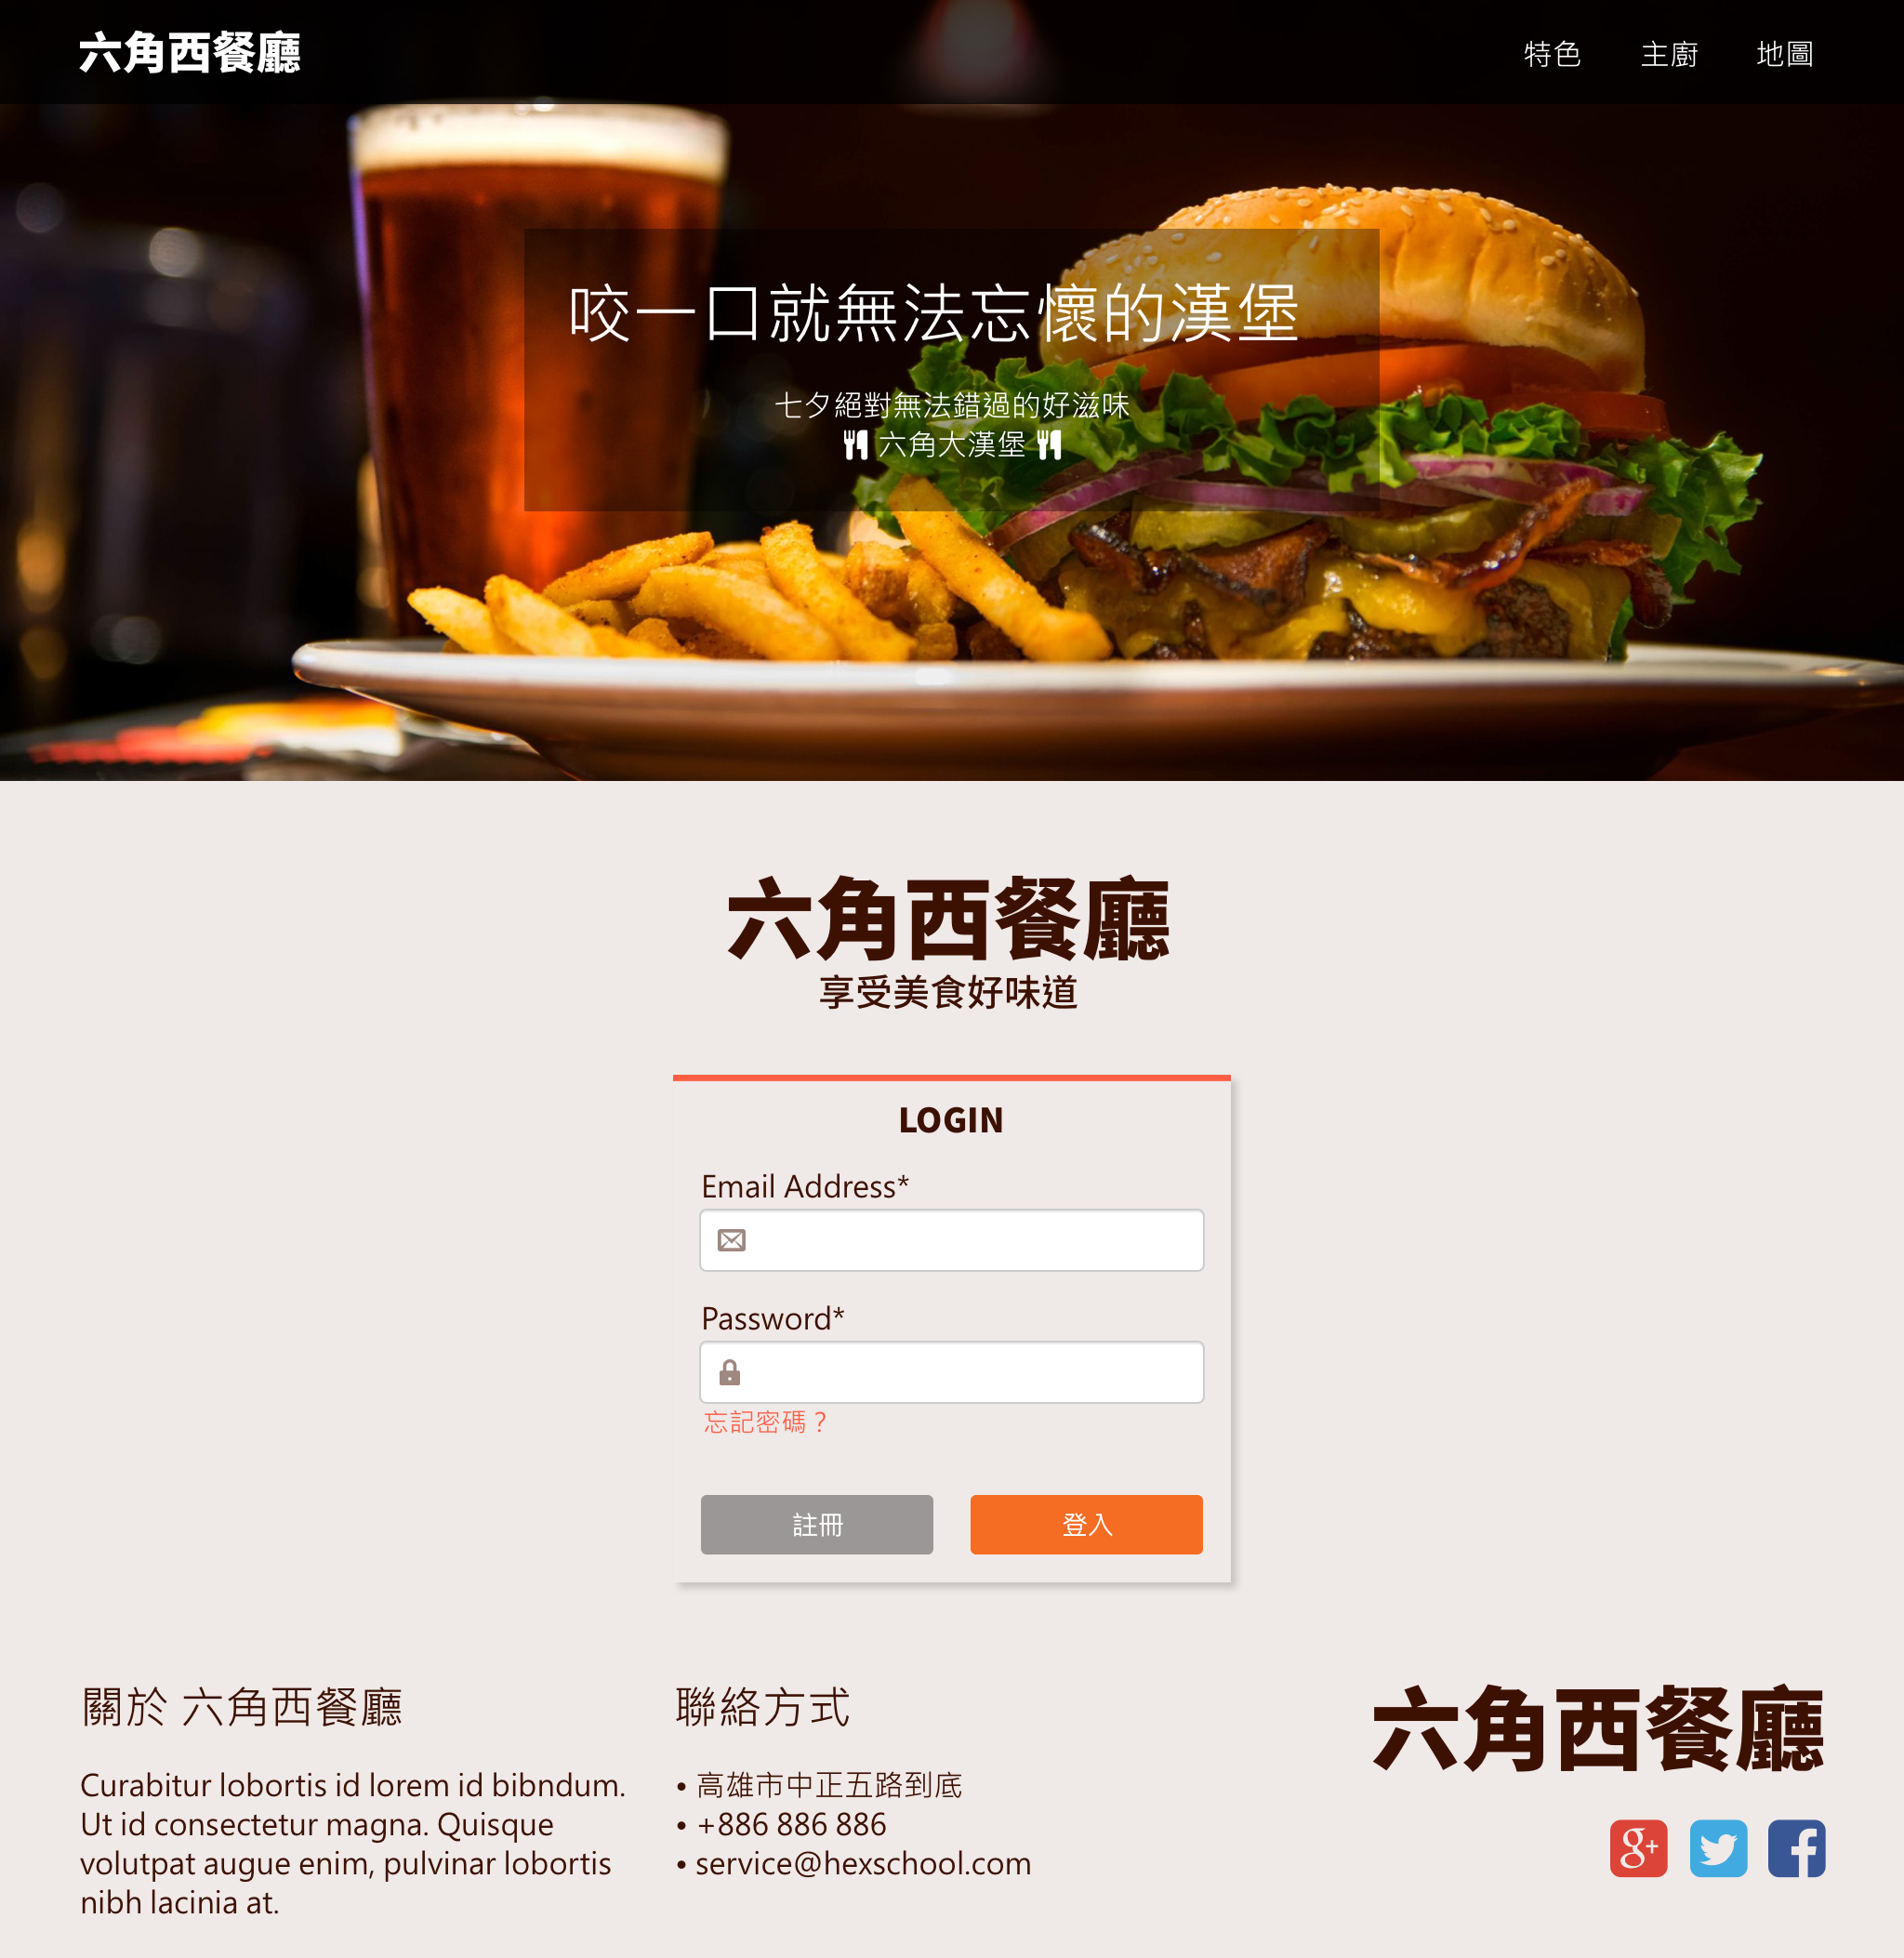 六角西餐廳
特色 主廚 地圖
咬一口就無法忘懷的漢堡
七夕絕對無法錯過的好滋味
六角大漢堡
六角西餐廳
享受美食好味道
LOGIN
Email Address*
Password*
忘記密碼？
註冊 登入
關於 六角西餐廳
Curabitur lobortis id lorem id bibndum.
Ut id consectetur magna. Quisque
volutpat augue enim, pulvinar lobortis
nibh lacinia at.
聯絡方式
• 高雄市中正五路到底
• +886 886 886
• service@hexschool.com
六角西餐廳